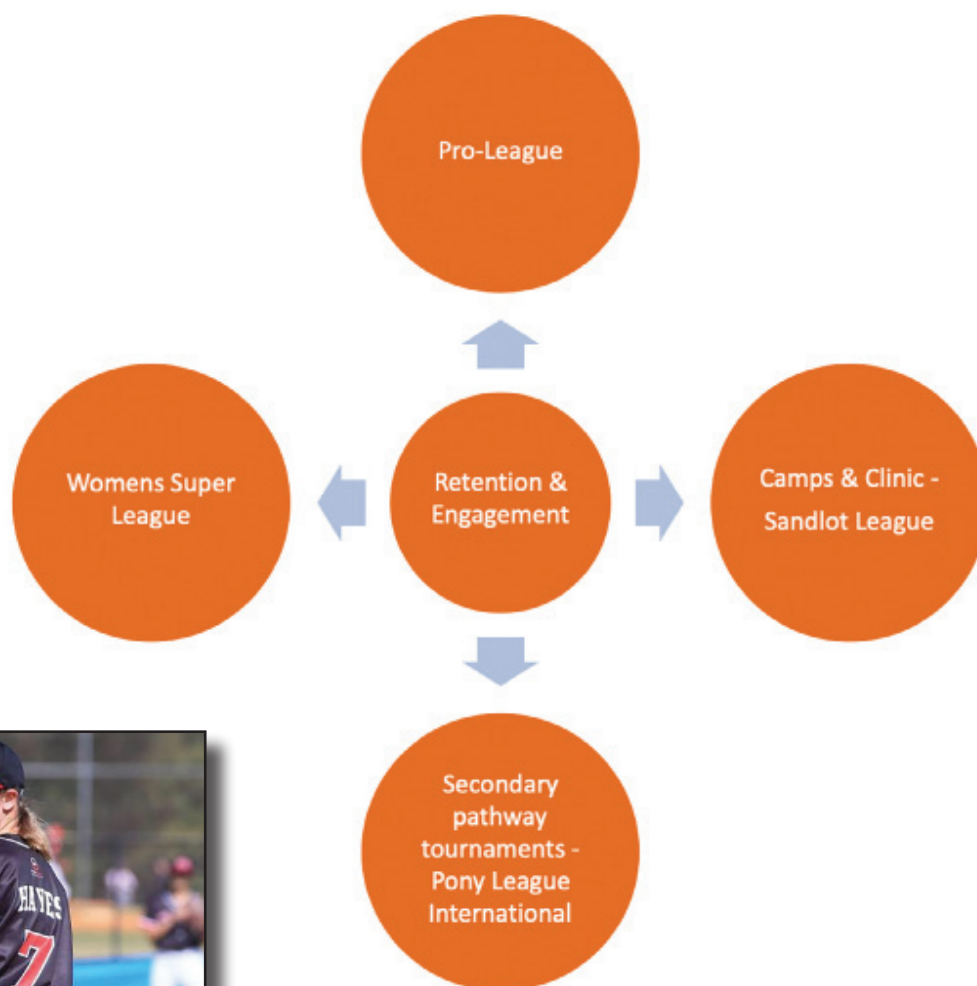 Pro-League
Womens Super
League
Retention &
Engagement
Camps & Clinic -
Sandlot League
Secondary
pathway
tournaments -
Pony League
International
HAYES
7